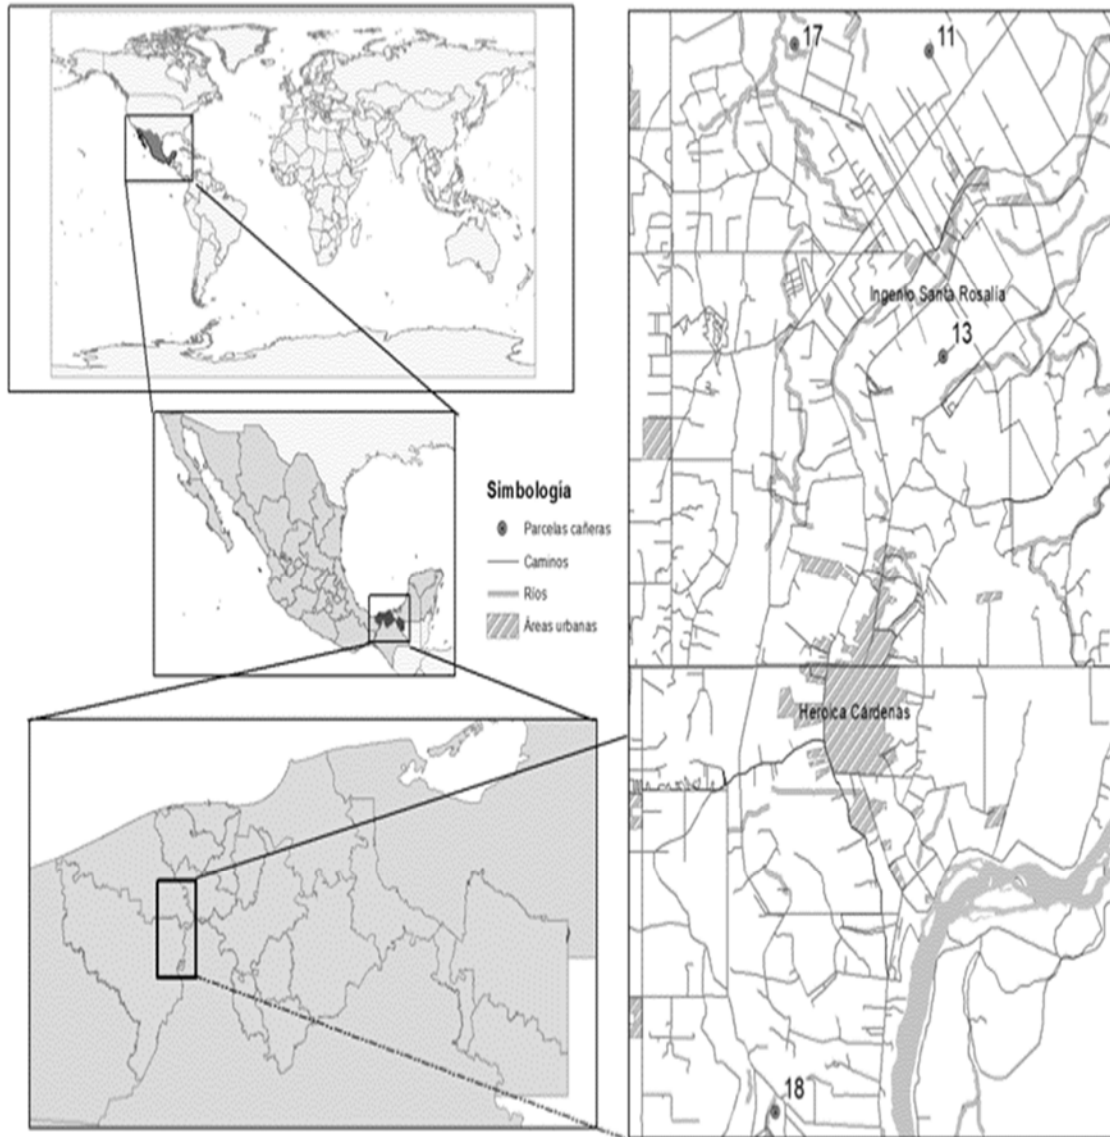 17
11
Ingenio Santa Rosalía
13
Simbología
Parcelas cañeras
Caminos
Ríos
Áreas urbanas
Heroica Cárdenas
18